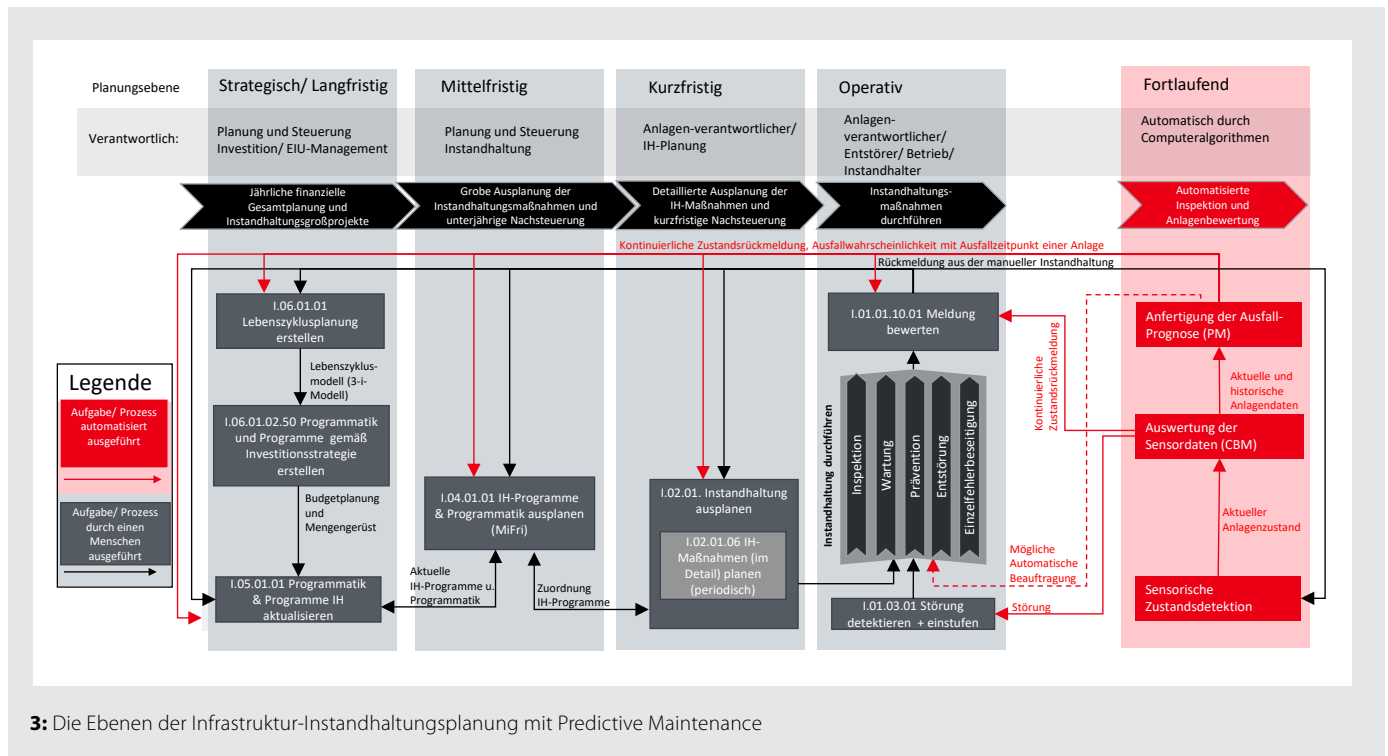 Planungsebene
Strategisch/ Langfristig
Mittelfristig
Kurzfristig
Operativ
Fortlaufend
Verantwortlich:
Planung und Steuerung
Investition/ EIU-Management
Planung und Steuerung
Instandhaltung
Anlagen-verantwortlicher/
IH-Planung
Anlagen-
verantwortlicher/
Entstörer/ Betrieb/
Instandhalter
Automatisch durch
Computeralgorithmen
Jährliche finanzielle
Gesamtplanung und
Instandhaltungsgroßprojekte
Grobe Ausplanung der
Instandhaltungsmaßnahmen und
unterjährige Nachsteuerung
Detaillierte Ausplanung der
IH-Maßnahmen und
kurzfristige Nachsteuerung
Instandhaltungs-
maßnahmen
durchführen
Automatisierte
Inspektion und
Anlagenbewertung
Kontinuierliche Zustandsrückmeldung, Ausfallwahrscheinlichkeit mit Ausfallzeitpunkt einer Anlage
Rückmeldung aus der manueller Instandhaltung
I.06.01.01
Lebenszyklusplanung
erstellen
Lebenszyklus-
modell (3-i-
Modell)
I.06.01.02.50 Programmatik
und Programme gemäß
Investitionsstrategie
erstellen
Budgetplanung
und
Mengengerüst
I.05.01.01 Programmatik
& Programme IH
aktualisieren
Aktuelle
IH-Programme u.
Programmatik
I.04.01.01 IH-Programme
& Programmatik ausplanen
(MiFri)
Zuordnung
IH-Programme
I.02.01. Instandhaltung
ausplanen
I.02.01.06 IH-
Maßnahmen (im
Detail) planen
(periodisch)
I.01.01.10.01 Meldung
bewerten
Instandhaltung durchführen
Inspektion
Wartung
Prävention
Entstörung
Einzelfehlerbeseitigung
I.01.03.01 Störung
detektieren + einstufen
Kontinuierliche
Zustandsrückmeldung
Mögliche
Automatische
Beauftragung
Störung
Anfertigung der Ausfall-
Prognose (PM)
Aktuelle und
historische
Anlagendaten
Auswertung der
Sensordaten (CBM)
Aktueller
Anlagenzustand
Sensorische
Zustandsdetektion
Legende
Aufgabe/ Prozess
automatisiert
ausgeführt
Aufgabe/ Prozess
durch einen
Menschen
ausgeführt
3: Die Ebenen der Infrastruktur-Instandhaltungsplanung mit Predictive Maintenance